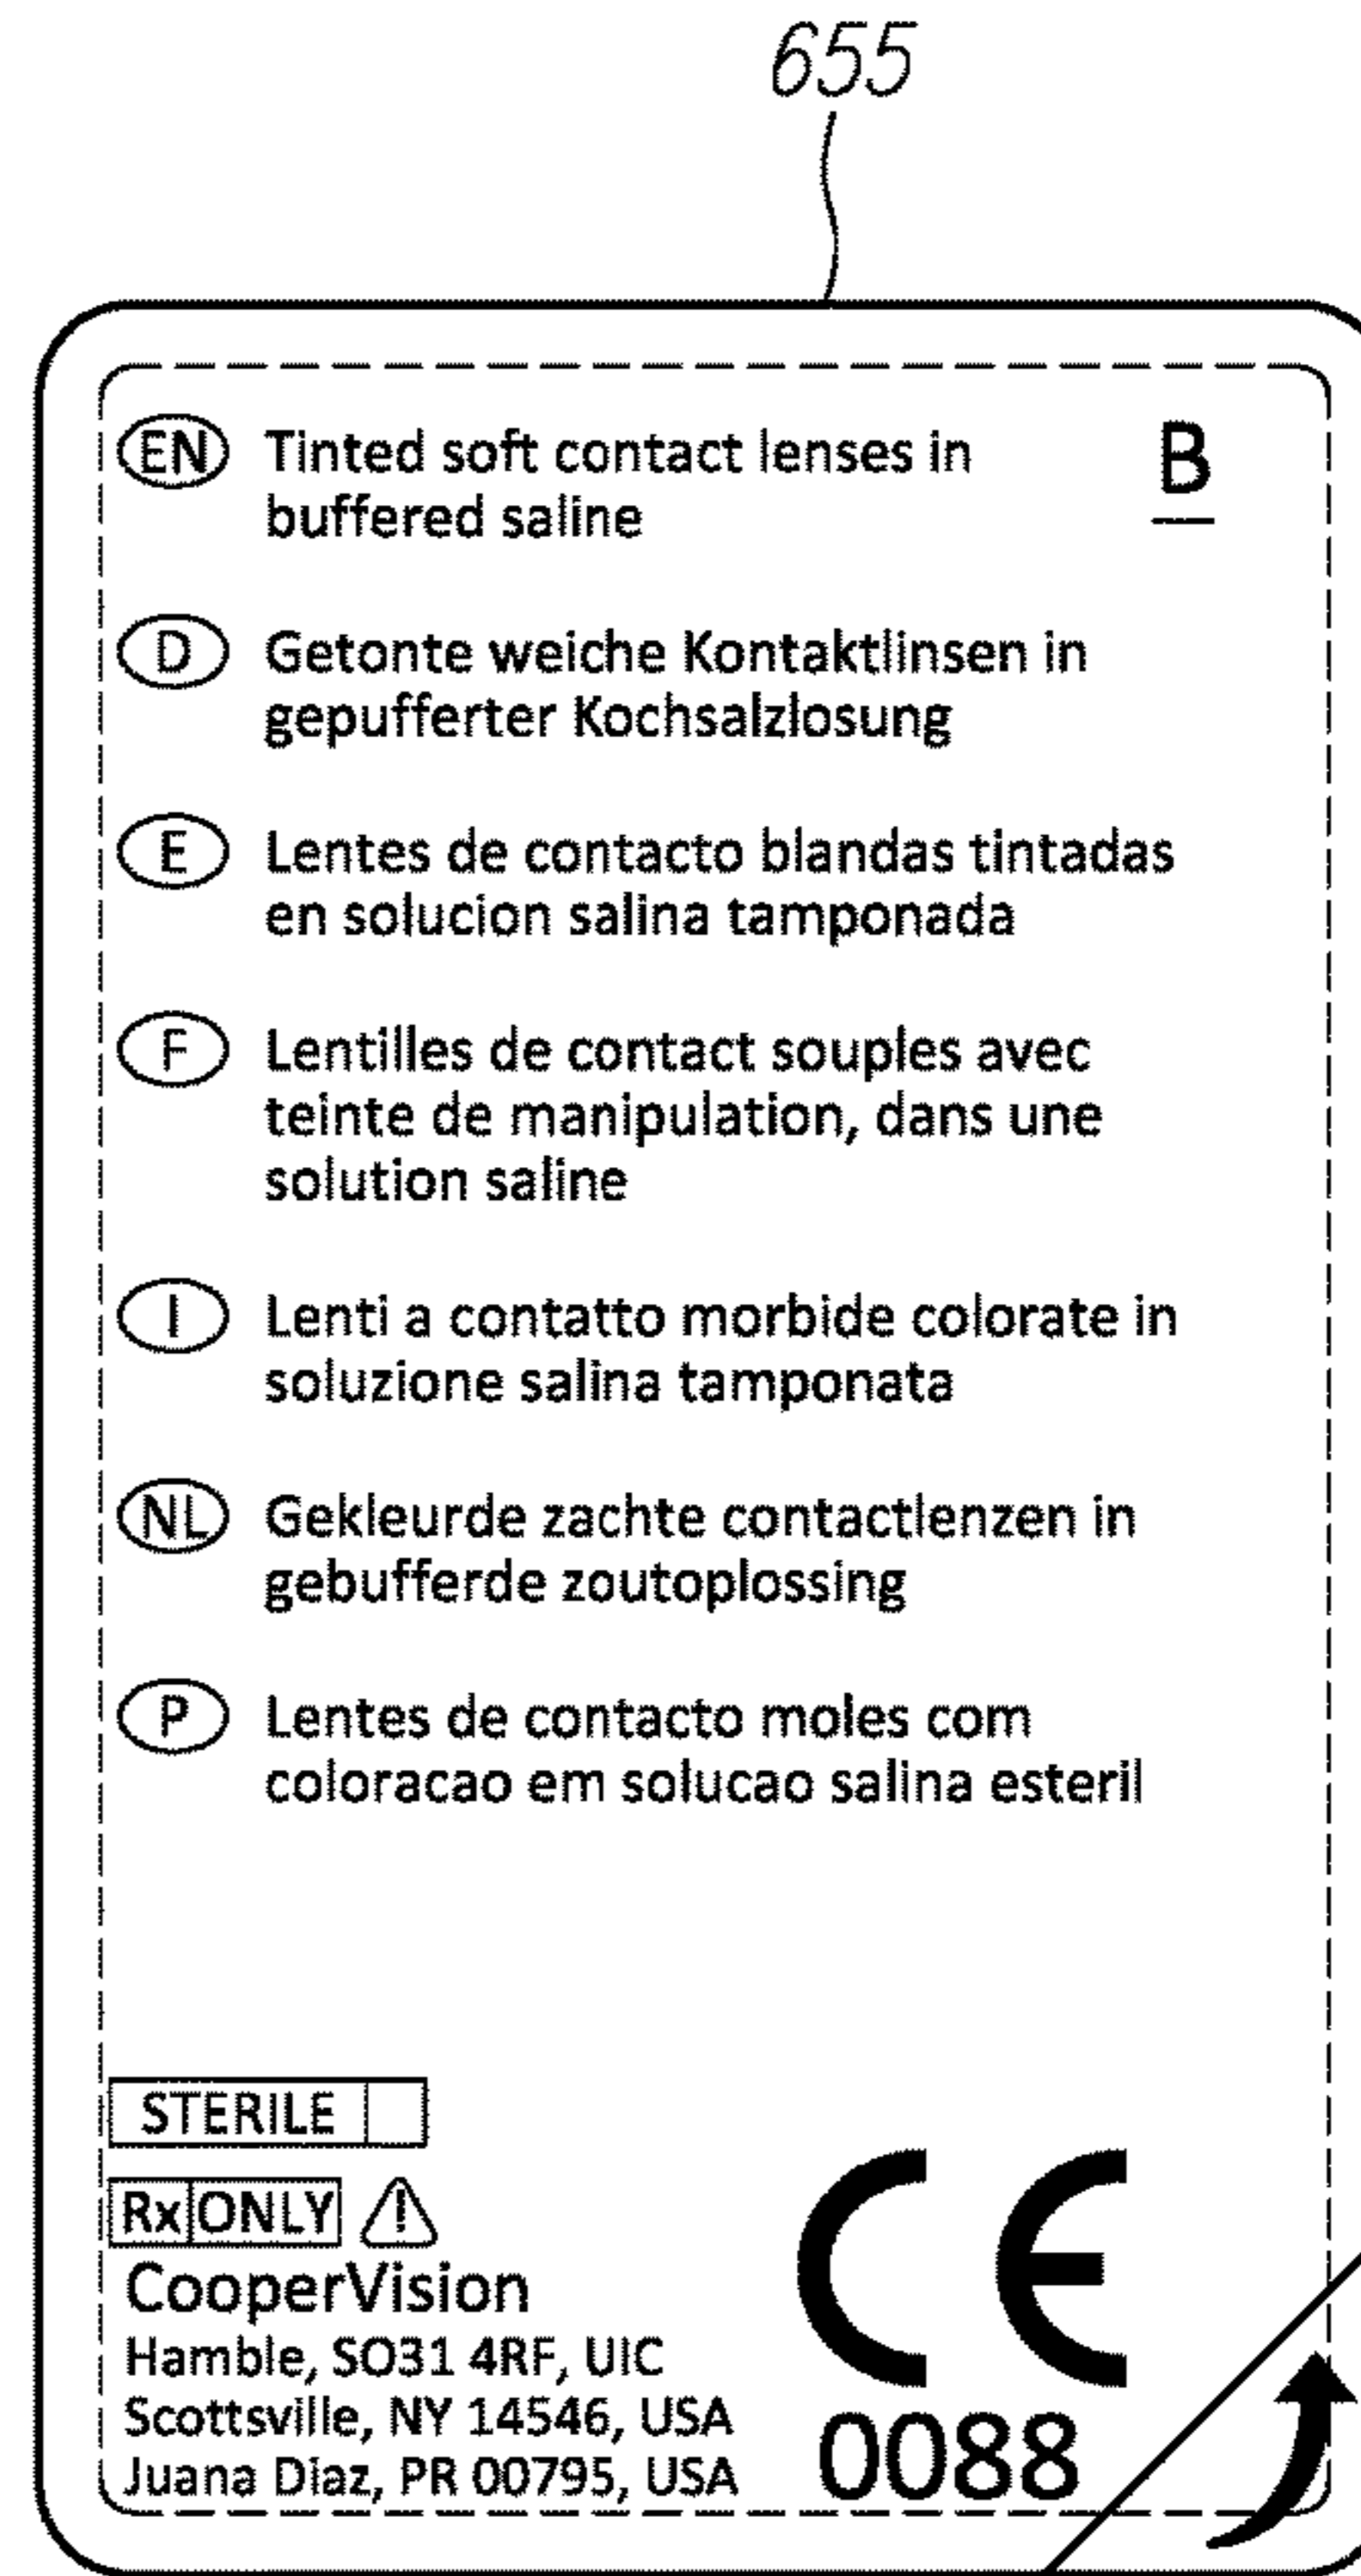 655
EN Tinted soft contact lenses in B
buffered saline
D Getonte weiche Kontaktlinsen in
gepufferter Kochsalzlosung
E Lentes de contacto blandas tintadas
en solucion salina tamponada
F Lentilles de contact souples avec
teinte de manipulation, dans une
solution saline
I Lenti a contatto morbide colorate in
soluzione salina tamponata
NL Gekleurde zachte contactlenzen in
gebufferde zoutoplossing
P Lentes de contacto moles com
coloracao em solucao salina esteril
STERILE
Rx ONLY !
CooperVision
Hamble, SO31 4RF, UIC
Scottsville, NY 14546, USA
Juana Diaz, PR 00795, USA
CE
0088